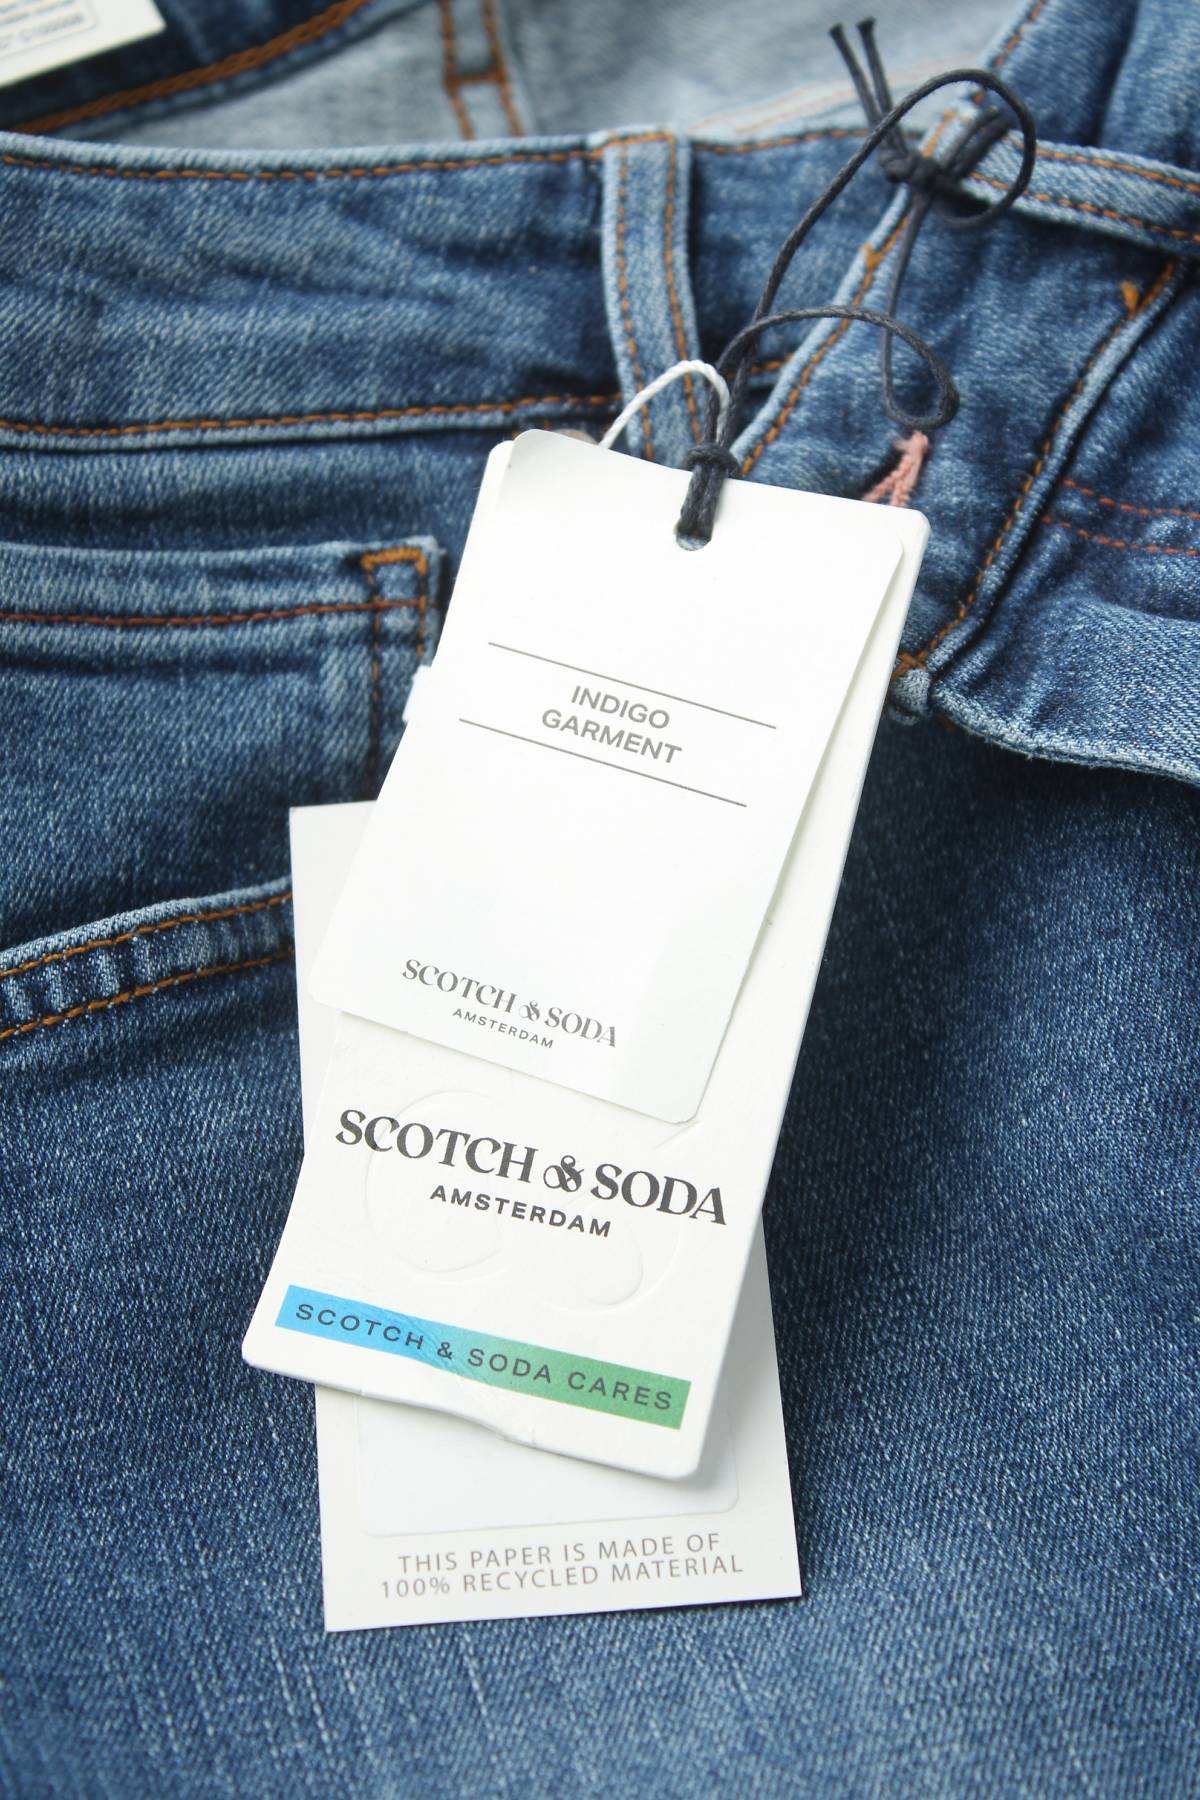 INDIGO
GARMENT
SCOTCH & SODA
AMSTERDAM
SCOTCH & SODA
AMSTERDAM
SCOTCH & SODA CARES
THIS PAPER IS MADE OF
100% RECYCLED MATERIAL